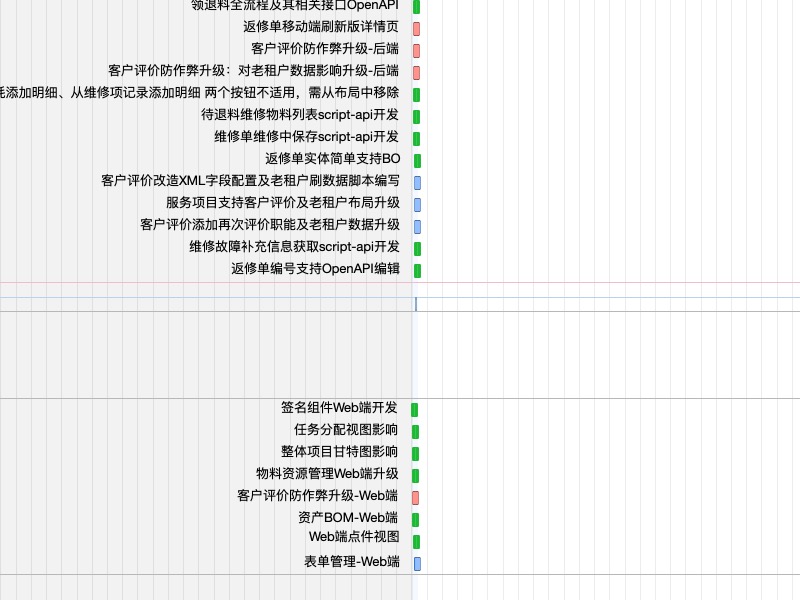 领退料全流程及其相关接口OpenAPI
返修单移动端刷新版详情页
客户评价防作弊升级-后端
客户评价防作弊升级：对老租户数据影响升级-后端
添加明细、从维修项记录添加明细 两个按钮不适用，需从布局中移除
待退料维修物料列表script-api开发
维修单维修中保存script-api开发
返修单实体简单支持BO
客户评价改造XML字段配置及老租户刷数据脚本编写
服务项目支持客户评价及老租户布局升级
客户评价添加再次评价职能及老租户数据升级
维修故障补充信息获取script-api开发
返修单编号支持OpenAPI编辑
签名组件Web端开发
任务分配视图影响
整体项目甘特图影响
物料资源管理Web端升级
客户评价防作弊升级-Web端
资产BOM-Web端
Web端点件视图
表单管理-Web端